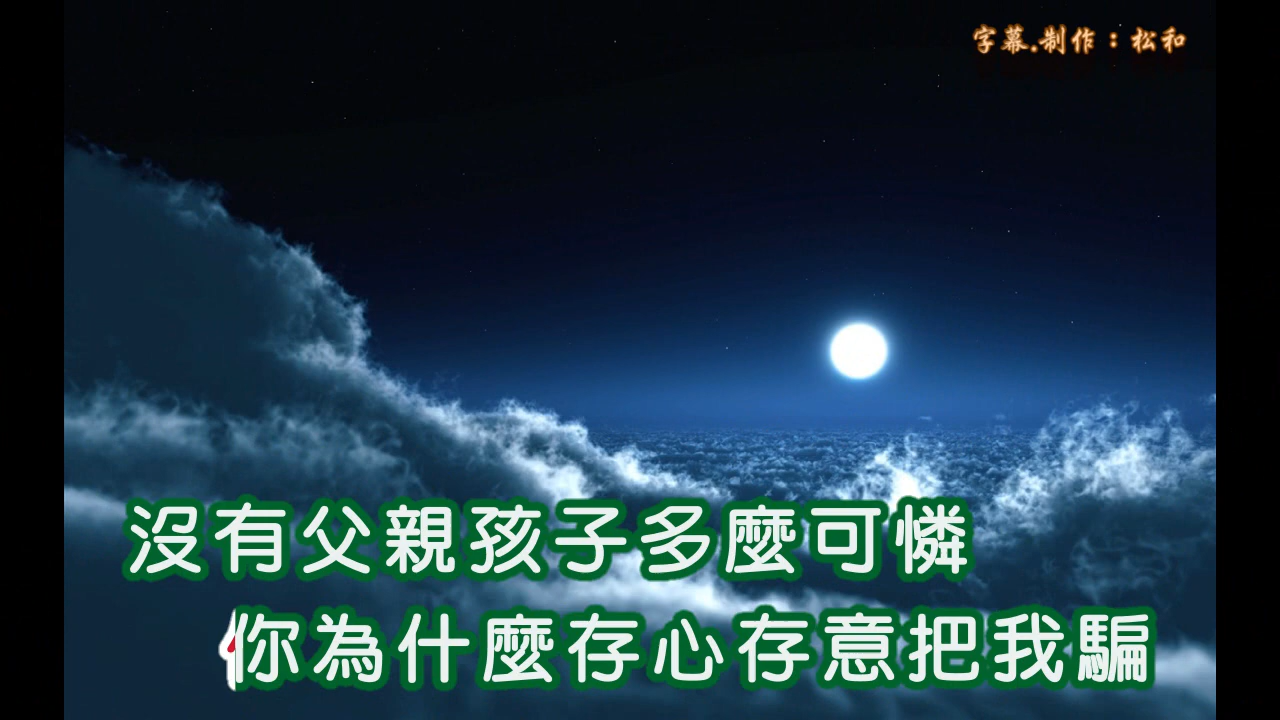 字幕.制作：松和
沒有父親孩子多麼可憐
你為什麼存心存意把我騙